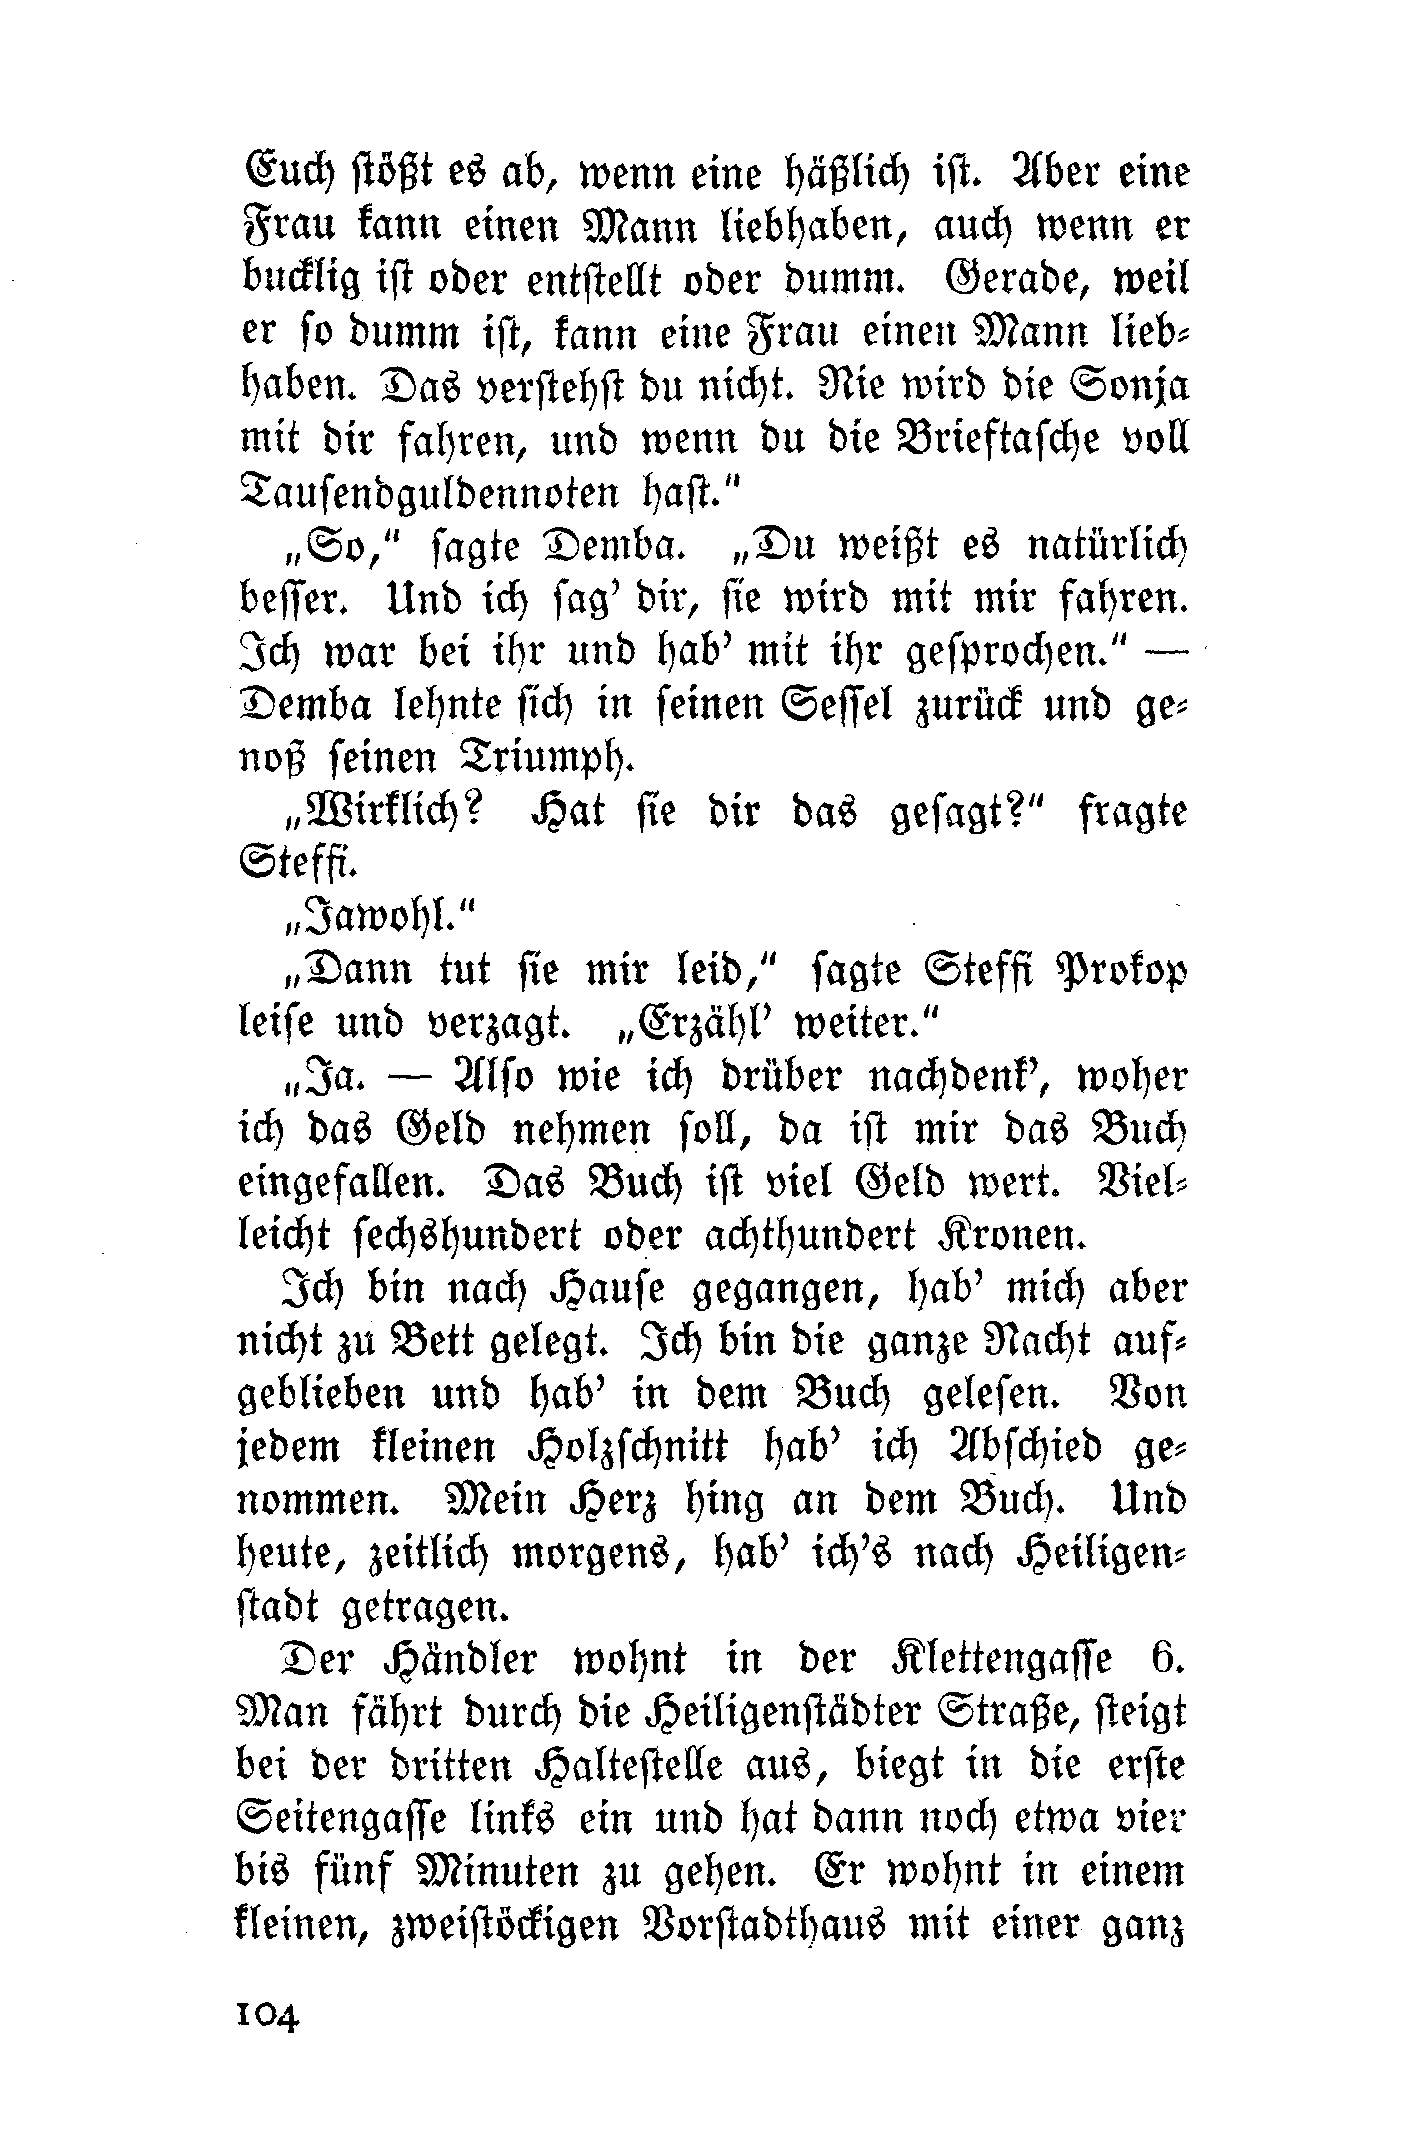 Euch stößt es ab, wenn eine häßlich ist. Aber eine
Frau kann einen Mann liebhaben, auch wenn er
bucklig ist oder entstellt oder dumm. Gerade, weil
er so dumm ist, kann eine Frau einen Mann lieb-
haben. Das verstehst du nicht. Nie wird die Sonja
mit dir fahren, und wenn du die Brieftasche voll
Tausendguldennoten hast.“
„So,“ sagte Demba. „Du weißt es natürlich
besser. Und ich sag’ dir, sie wird mit mir fahren.
Ich war bei ihr und hab’ mit ihr gesprochen.“ —
Demba lehnte sich in seinen Sessel zurück und ge-
noß seinen Triumph.
„Wirklich? Hat sie dir das gesagt?“ fragte
Steffi.
„Jawohl.“
„Dann tut sie mir leid,“ sagte Steffi Prokop
leise und verzagt. „Erzähl’ weiter.“
„Ja. — Also wie ich drüber nachdenk’, woher
ich das Geld nehmen soll, da ist mir das Buch
eingefallen. Das Buch ist viel Geld wert. Viel-
leicht sechshundert oder achthundert Kronen.
Ich bin nach Hause gegangen, hab’ mich aber
nicht zu Bett gelegt. Ich bin die ganze Nacht auf-
geblieben und hab’ in dem Buch gelesen. Von
jedem kleinen Holzschnitt hab’ ich Abschied ge-
nommen. Mein Herz hing an dem Buch. Und
heute, zeitlich morgens, hab’ ich’s nach Heiligen-
stadt getragen.
Der Händler wohnt in der Klettengasse 6.
Man fährt durch die Heiligenstädter Straße, steigt
bei der dritten Haltestelle aus, biegt in die erste
Seitengasse links ein und hat dann noch etwa vier
bis fünf Minuten zu gehen. Er wohnt in einem
kleinen, zweistöckigen Vorstadthaus mit einer ganz
104